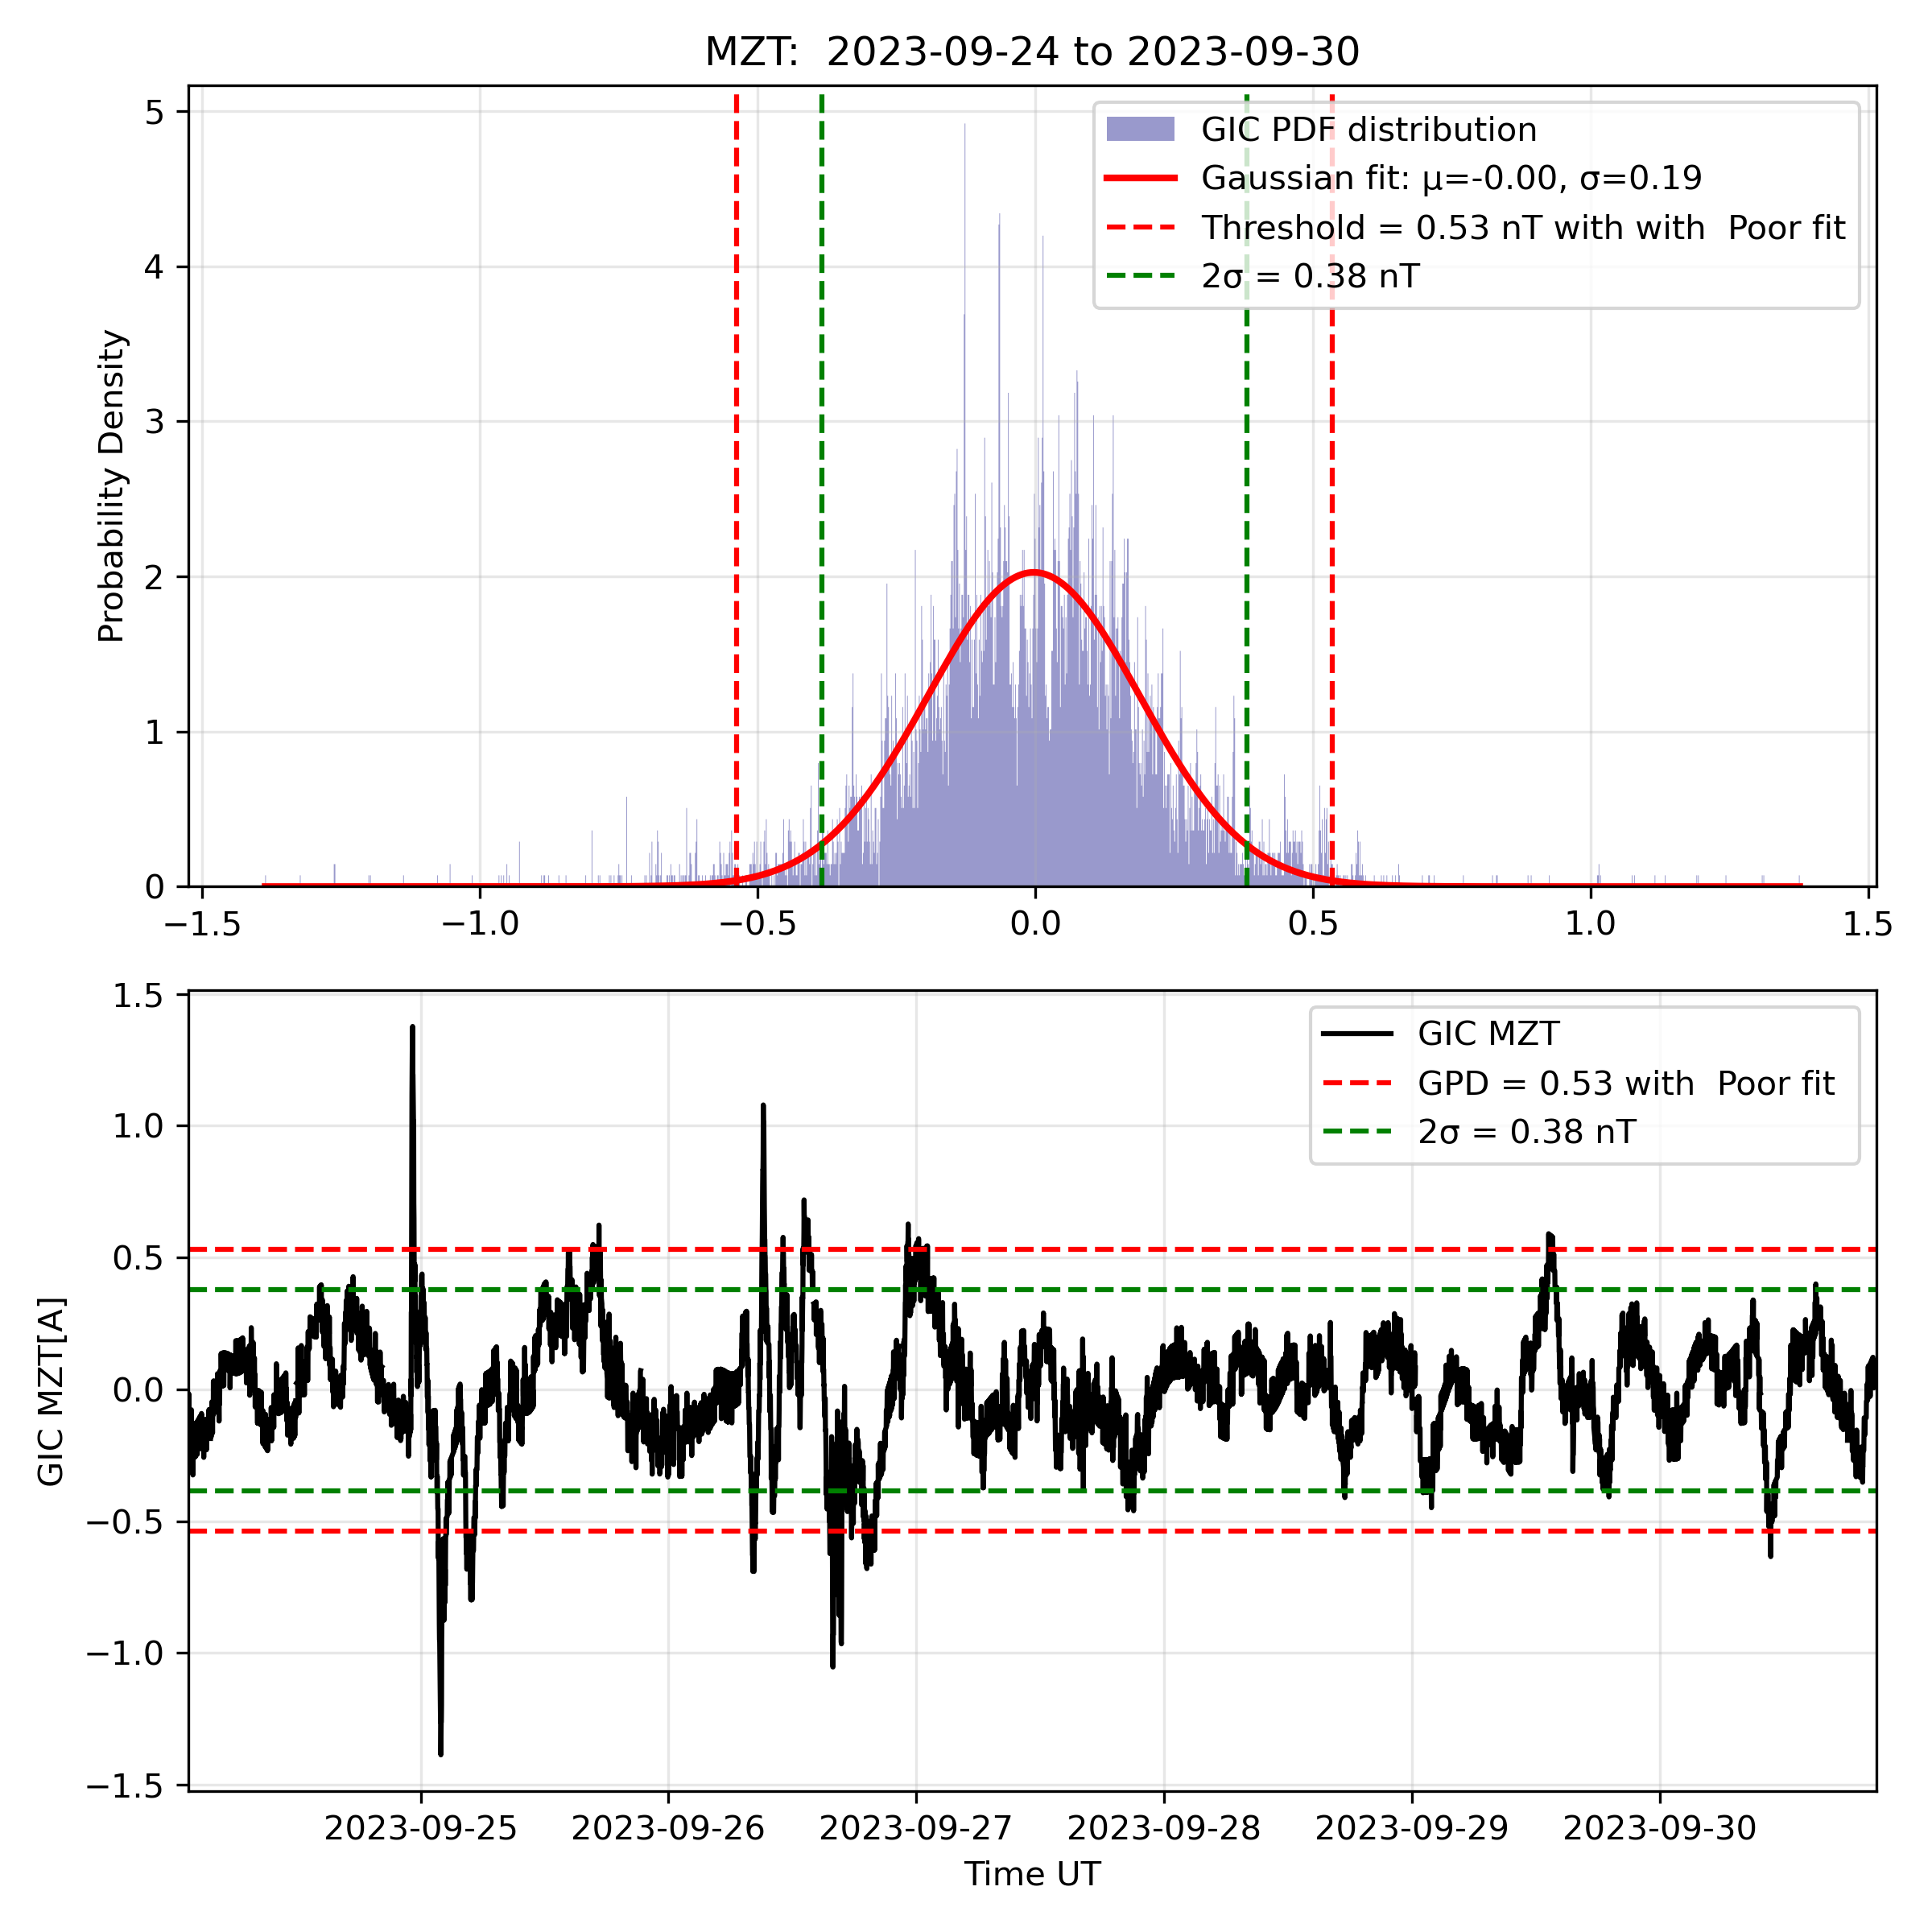 MZT:  2023-09-24 to 2023-09-30
5
4
3
2
1
0
Probability Density
GIC PDF distribution
Gaussian fit: μ=-0.00, σ=0.19
Threshold = 0.53 nT with with  Poor fit
2σ = 0.38 nT
−1.5 −1.0 −0.5 0.0 0.5 1.0 1.5
1.5
1.0
0.5
0.0
−0.5
−1.0
−1.5
GIC MZT[A]
GIC MZT
GPD = 0.53 with  Poor fit
2σ = 0.38 nT
2023-09-25 2023-09-26 2023-09-27 2023-09-28 2023-09-29 2023-09-30
Time UT